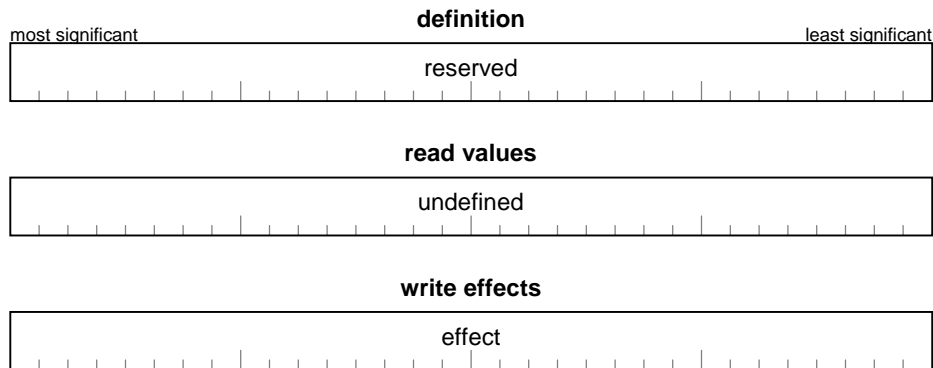 definition
most significant least significant
reserved
read values
undefined
write effects
effect